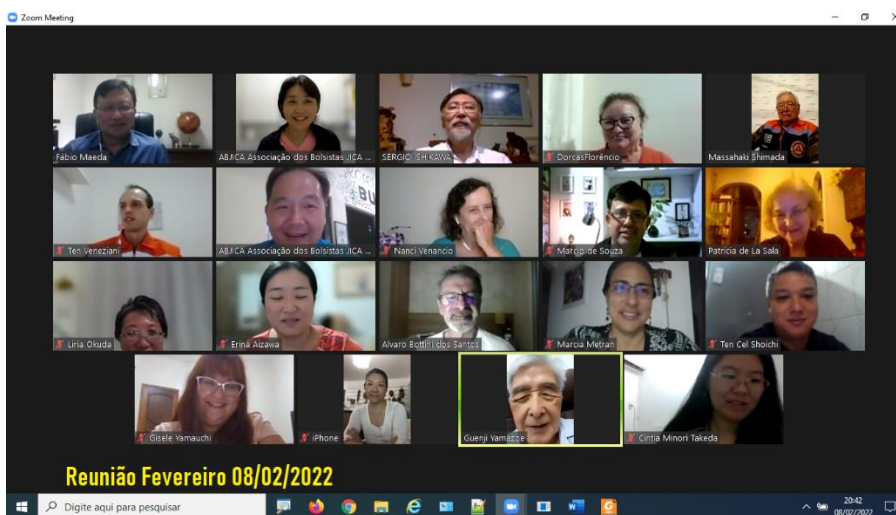 Zoom Meeting
Fábio Maeda
ABJICA Associação dos Bolsistas JICA ...
SERGIO ISHIKAWA
DorcasFlorêncio
Massahaki Shimada
Ten Veneziani
ABJICA Associação dos Bolsistas JICA ...
Nanci Venancio
Marcio de Souza
Patricia de La Sala
Liria Okuda
Erina Aizawa
Alvaro Bottini dos Santos
Marcia Metran
Ten Cel Shoichi
Gisele Yamauchi
iPhone
Guenji Yamazoe
Cintia Minori Takeda
Reunião Fevereiro 08/02/2022
Digite aqui para pesquisar
20:42
08/02/2022